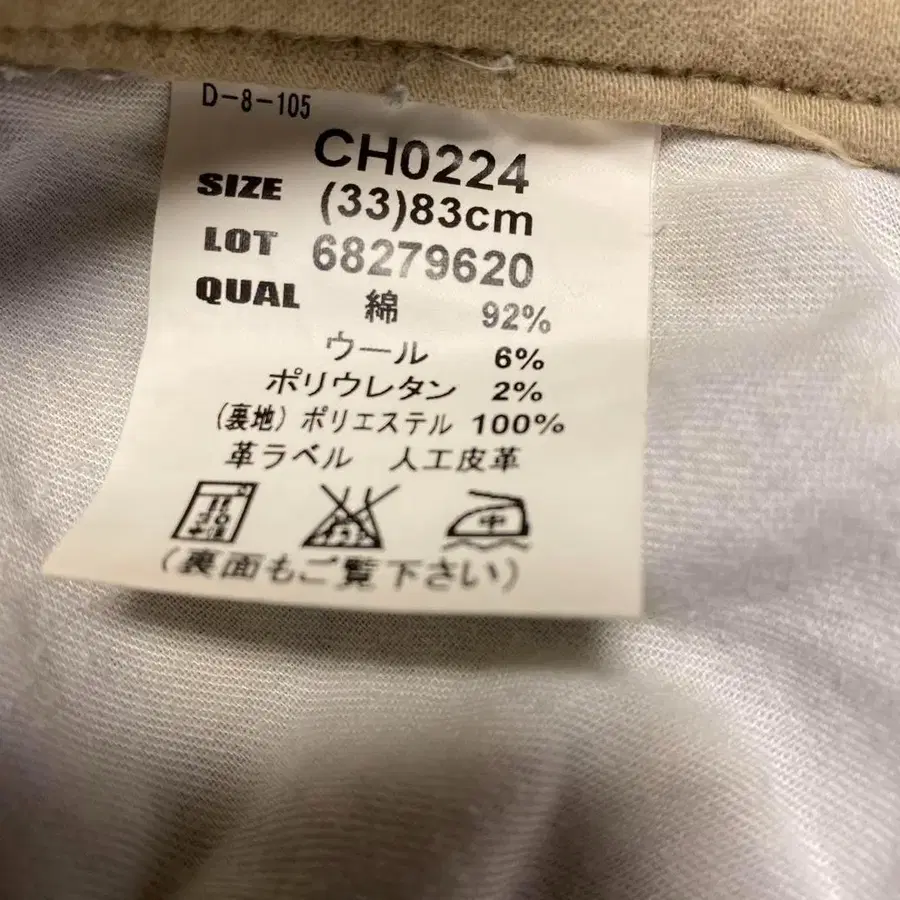 D-8-105
CH0224
SIZE (33)83cm
LOT 68279620
QUAL 綿 92%
ウール 6%
ポリウレタン 2%
(裏地)ポリエステル 100%
革ラベル 人工皮革
中
(裏面もご覧下さい)